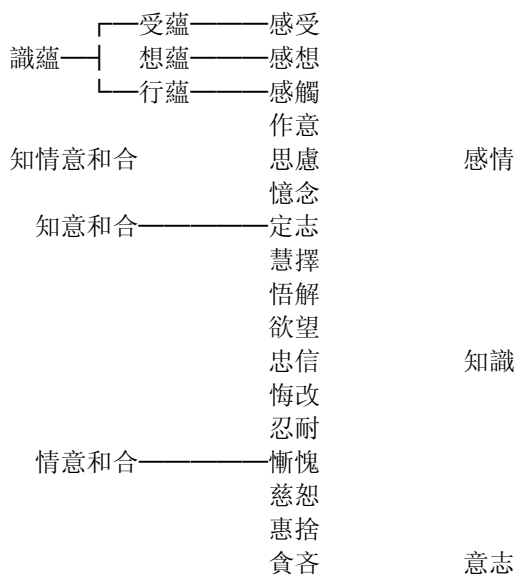 ┌─受蘊───感受
識蘊─┤ 想蘊───感想
└─行蘊───感觸
作意
知情意和合 思慮 感情
憶念
知意和合─────定志
慧擇
悟解
欲望
忠信 知識
悔改
忍耐
情意和合─────慚愧
慈恕
惠捨
貪吝 意志